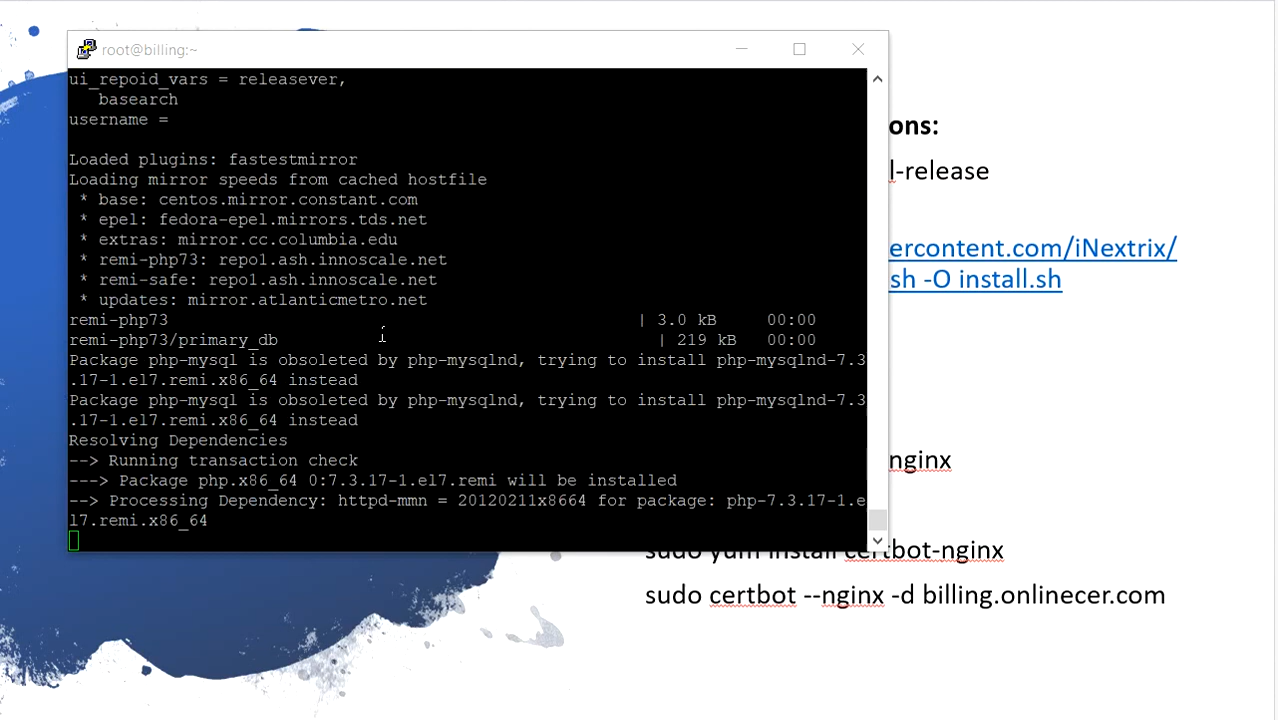 root@billing:~
ui_repoid_vars = releasever,
basearch
username =
Loaded plugins: fastestmirror
Loading mirror speeds from cached hostfile
* base: centos.mirror.constant.com
* epel: fedora-epel.mirrors.tds.net
* extras: mirror.cc.columbia.edu
* remi-php73: repo1.ash.innoscale.net
* remi-safe: repo1.ash.innoscale.net
* updates: mirror.atlanticmetro.net
remi-php73 | 3.0 kB 00:00
remi-php73/primary_db | 219 kB 00:00
Package php-mysql is obsoleted by php-mysqlnd, trying to install php-mysqlnd-7.3
.17-1.el7.remi.x86_64 instead
Package php-mysql is obsoleted by php-mysqlnd, trying to install php-mysqlnd-7.3
.17-1.el7.remi.x86_64 instead
Resolving Dependencies
--> Running transaction check
---> Package php.x86_64 0:7.3.17-1.el7.remi will be installed
--> Processing Dependency: httpd-mmn = 20120211x8664 for package: php-7.3.17-1.e
l7.remi.x86_64
ons:
l-release
ercontent.com/iNextrix/
sh -O install.sh
nginx
sudo yum install certbot-nginx
sudo certbot --nginx -d billing.onlinecer.com